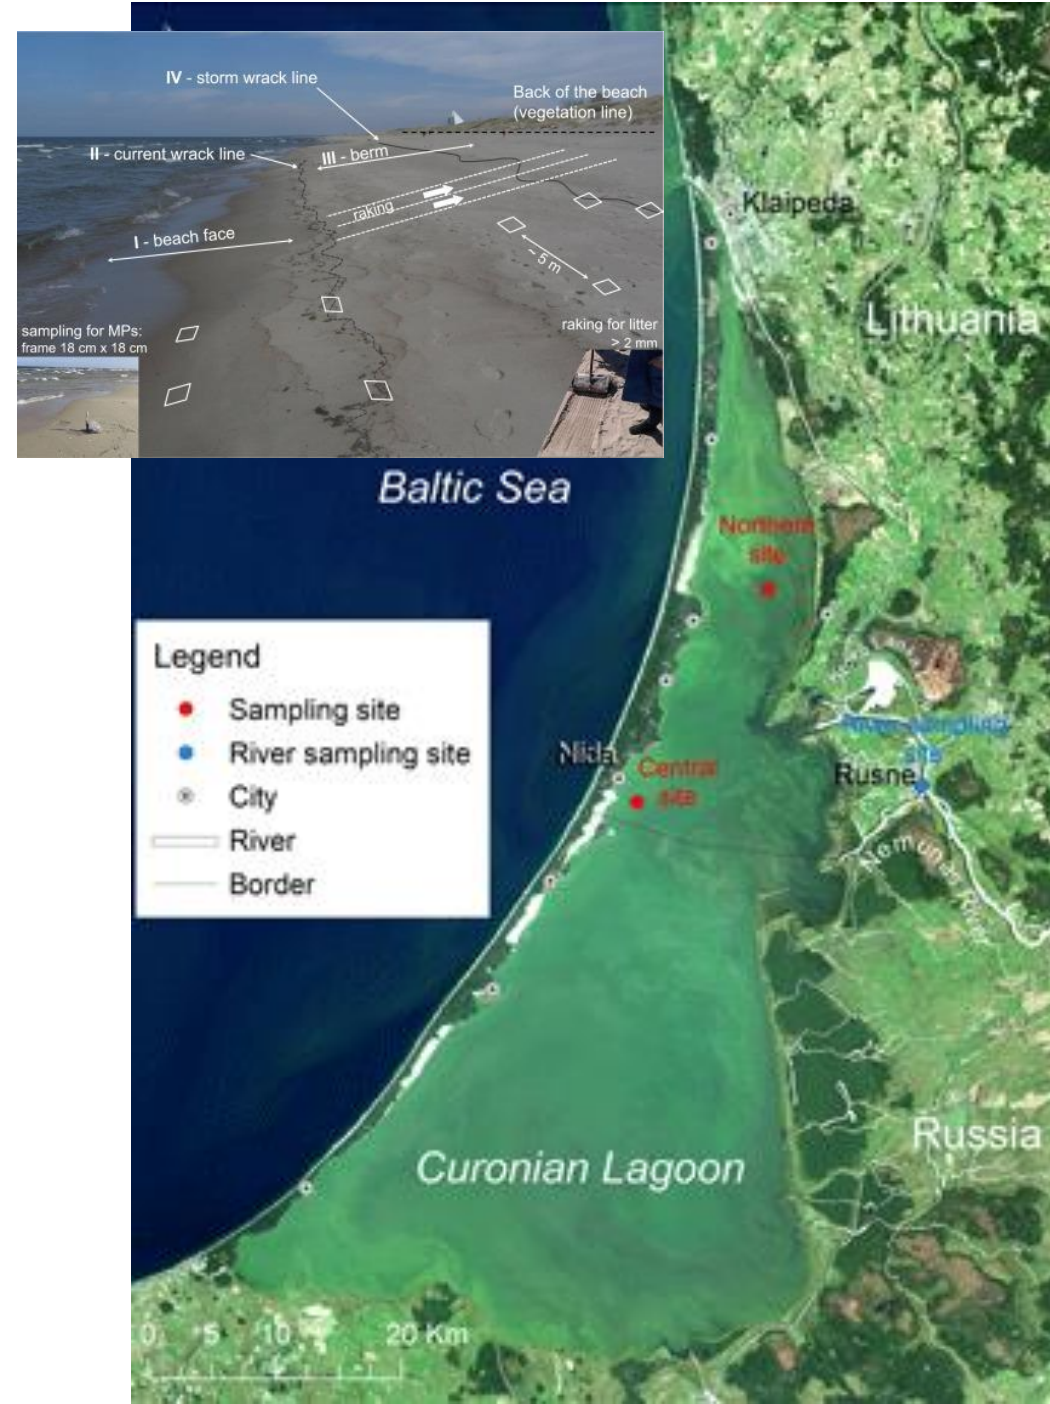 IV - storm wrack line
Back of the beach
(vegetation line)
II - current wrack line
III - berm
raking
I - beach face
~ 5 m
sampling for MPs:
frame 18 cm x 18 cm
raking for litter
> 2 mm
Klaipeda
Lithuania
Baltic Sea
Northern
site
Legend
Sampling site
River sampling site
City
River
Border
Nida
Central
site
River sampling
site
Rusne
Nemunas River
Russia
Curonian Lagoon
0 5 10 20 Km